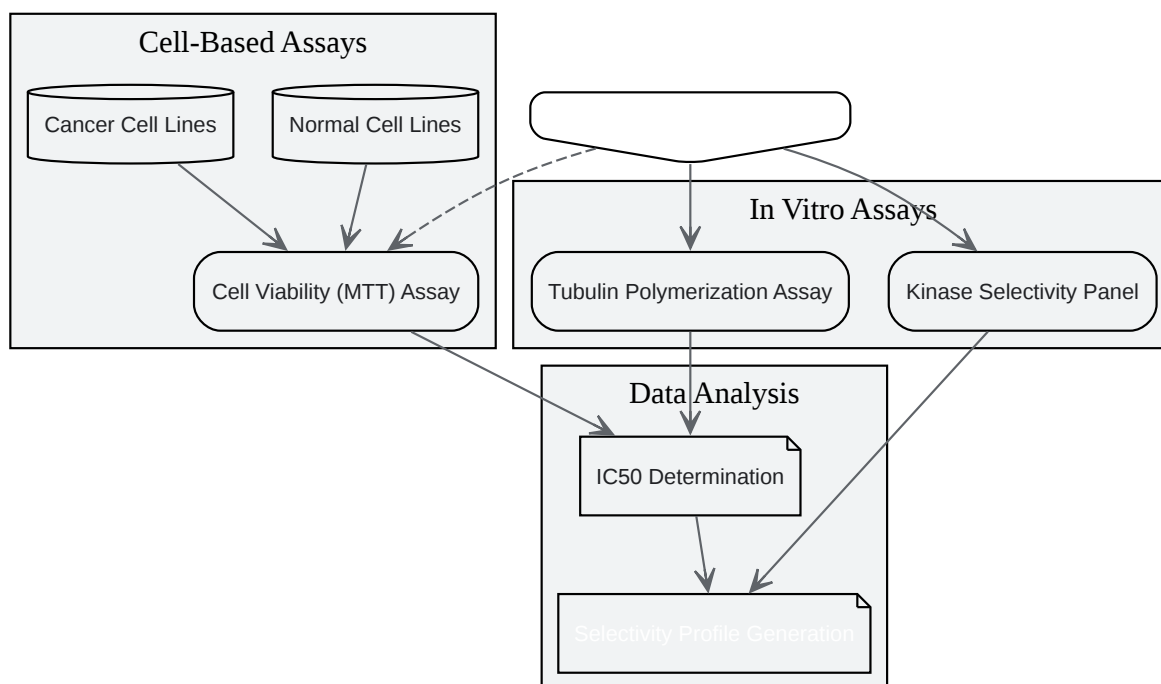 Cell-Based Assays
Cancer Cell Lines
Normal Cell Lines
In Vitro Assays
Cell Viability (MTT) Assay
Tubulin Polymerization Assay
Kinase Selectivity Panel
Data Analysis
IC50 Determination
Selectivity Profile Generation